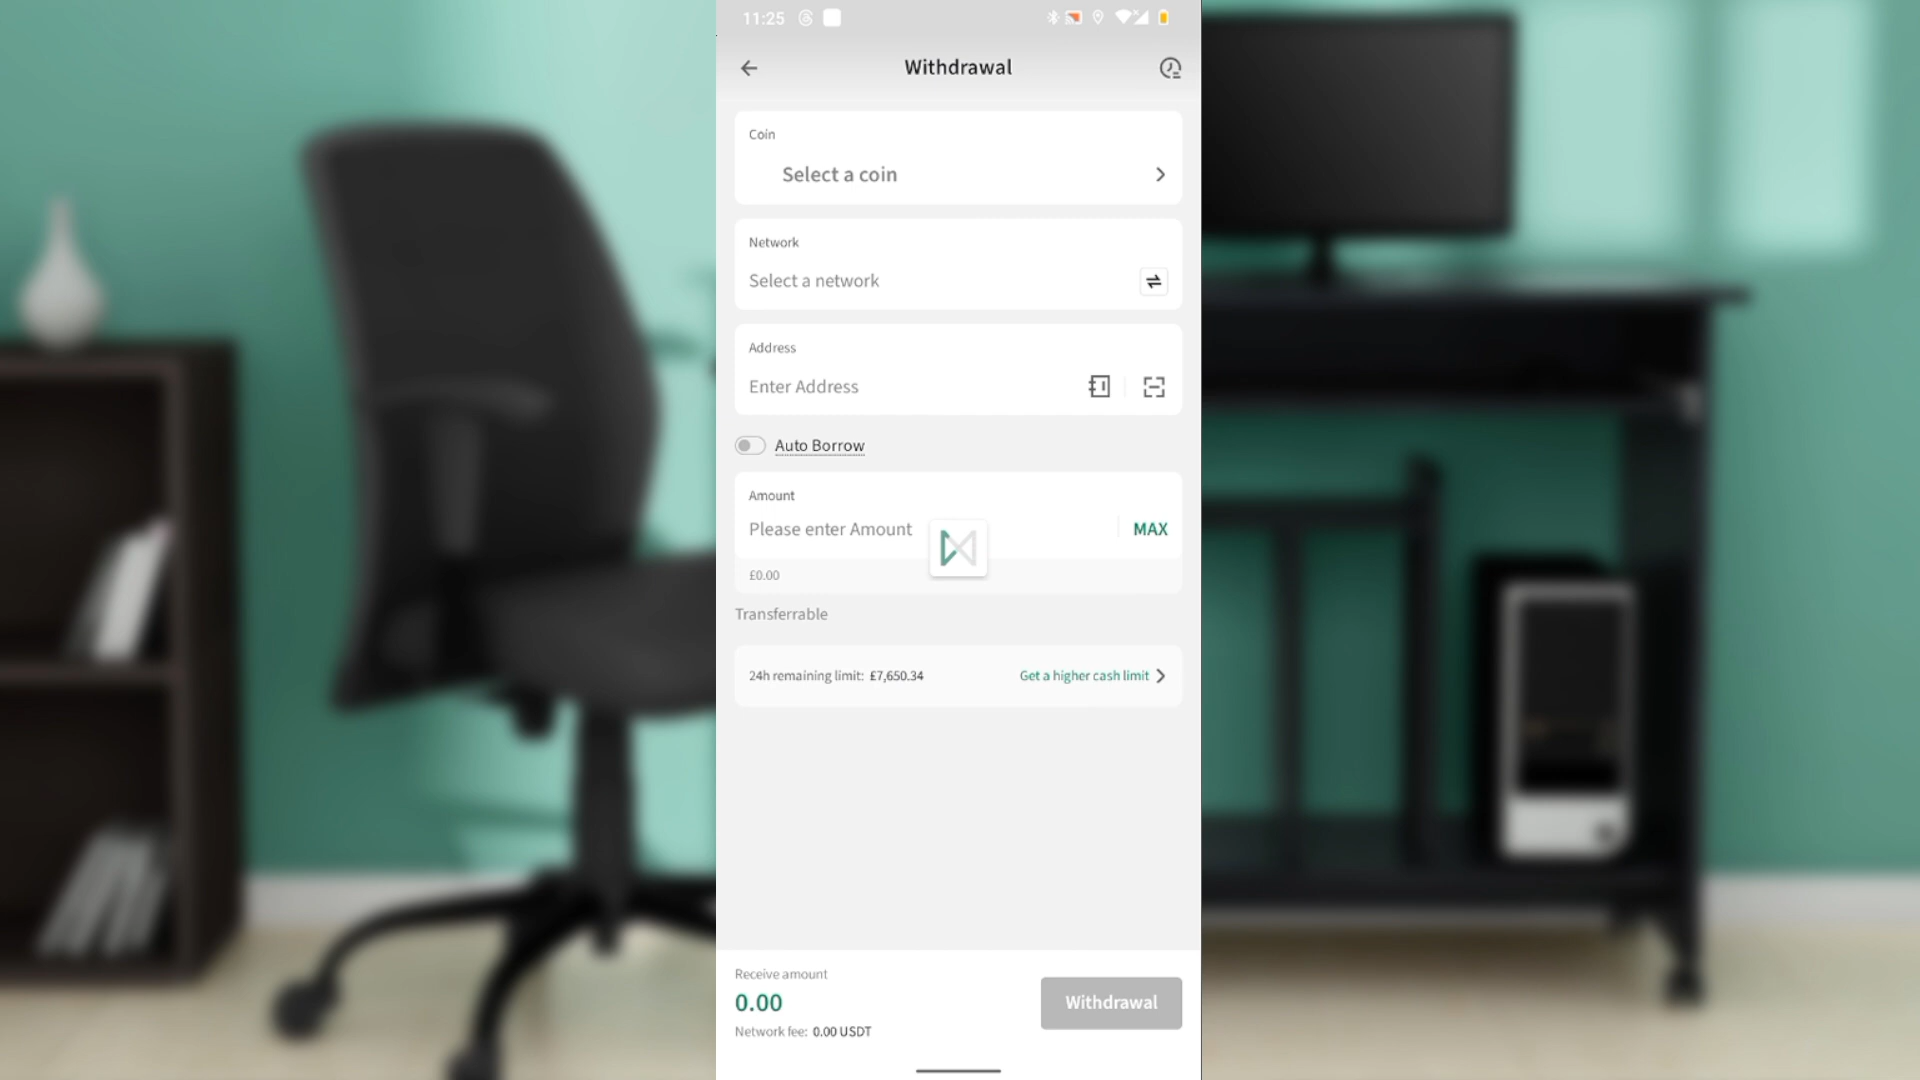 11:25
Withdrawal
Coin
Select a coin
Network
Select a network
Address
Enter Address
Auto Borrow
Amount
Please enter Amount
MAX
£0.00
Transferrable
24h remaining limit: £7,650.34
Get a higher cash limit
Receive amount
0.00
Withdrawal
Network fee: 0.00 USDT